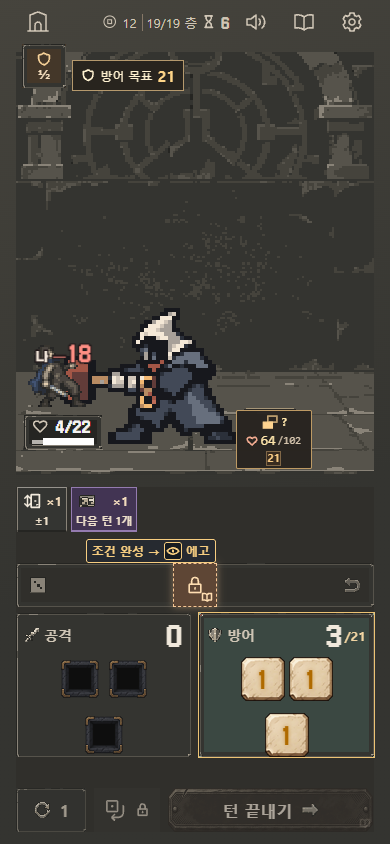 12 19/19 층 6
½
방어 목표 21
나
18
4/22
?
64/102
21
×1
±1
×1
다음 턴 1개
조건 완성 → 예고
공격 0
방어 3/21
1 1
1
1
턴 끝내기 →